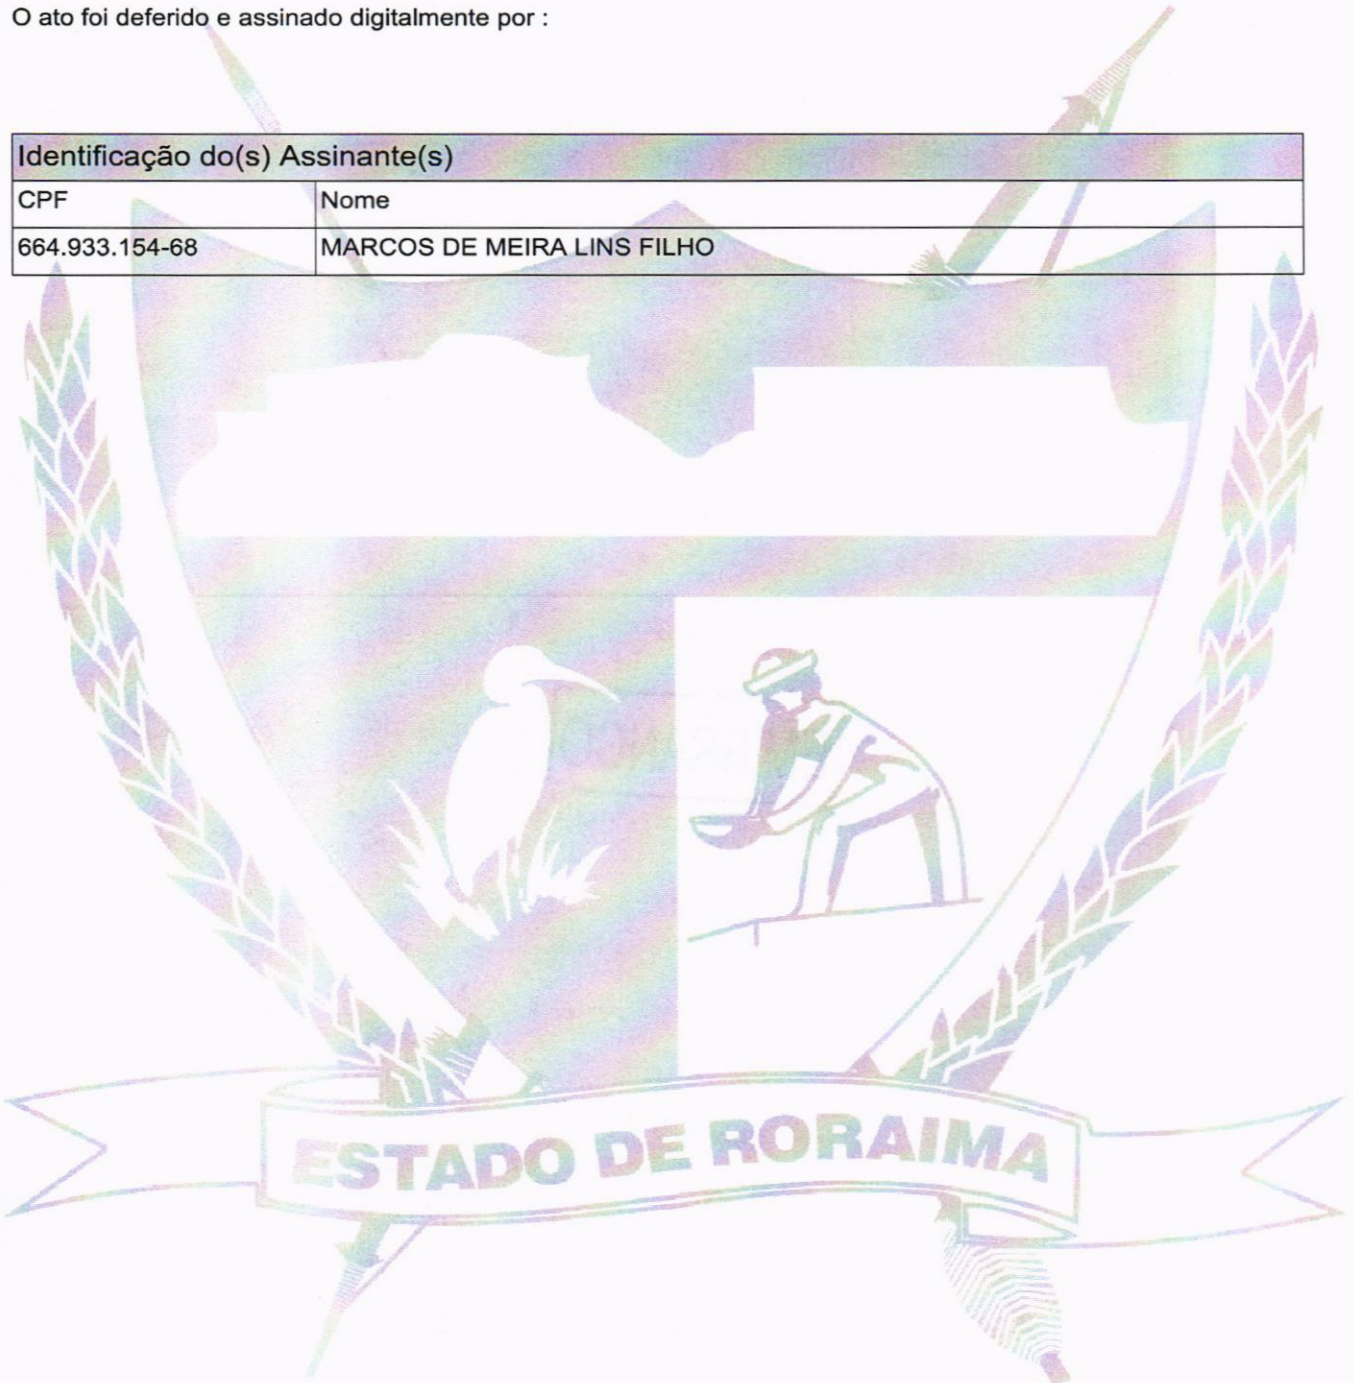 O ato foi deferido e assinado digitalmente por :
Identificação do(s) Assinante(s)
CPF Nome
664.933.154-68 MARCOS DE MEIRA LINS FILHO
ESTADO DE RORAIMA